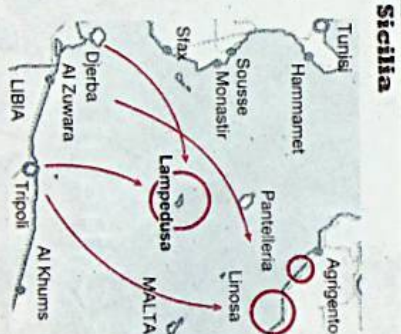 Sicilia
Tunisi
Hammamet
Sousse
Monastir
Sfax
Agrigento
Pantelleria
Linosa
Lampedusa
MALTA
Djerba
Al Zuwara
LIBIA
Tripoli
Al Khums